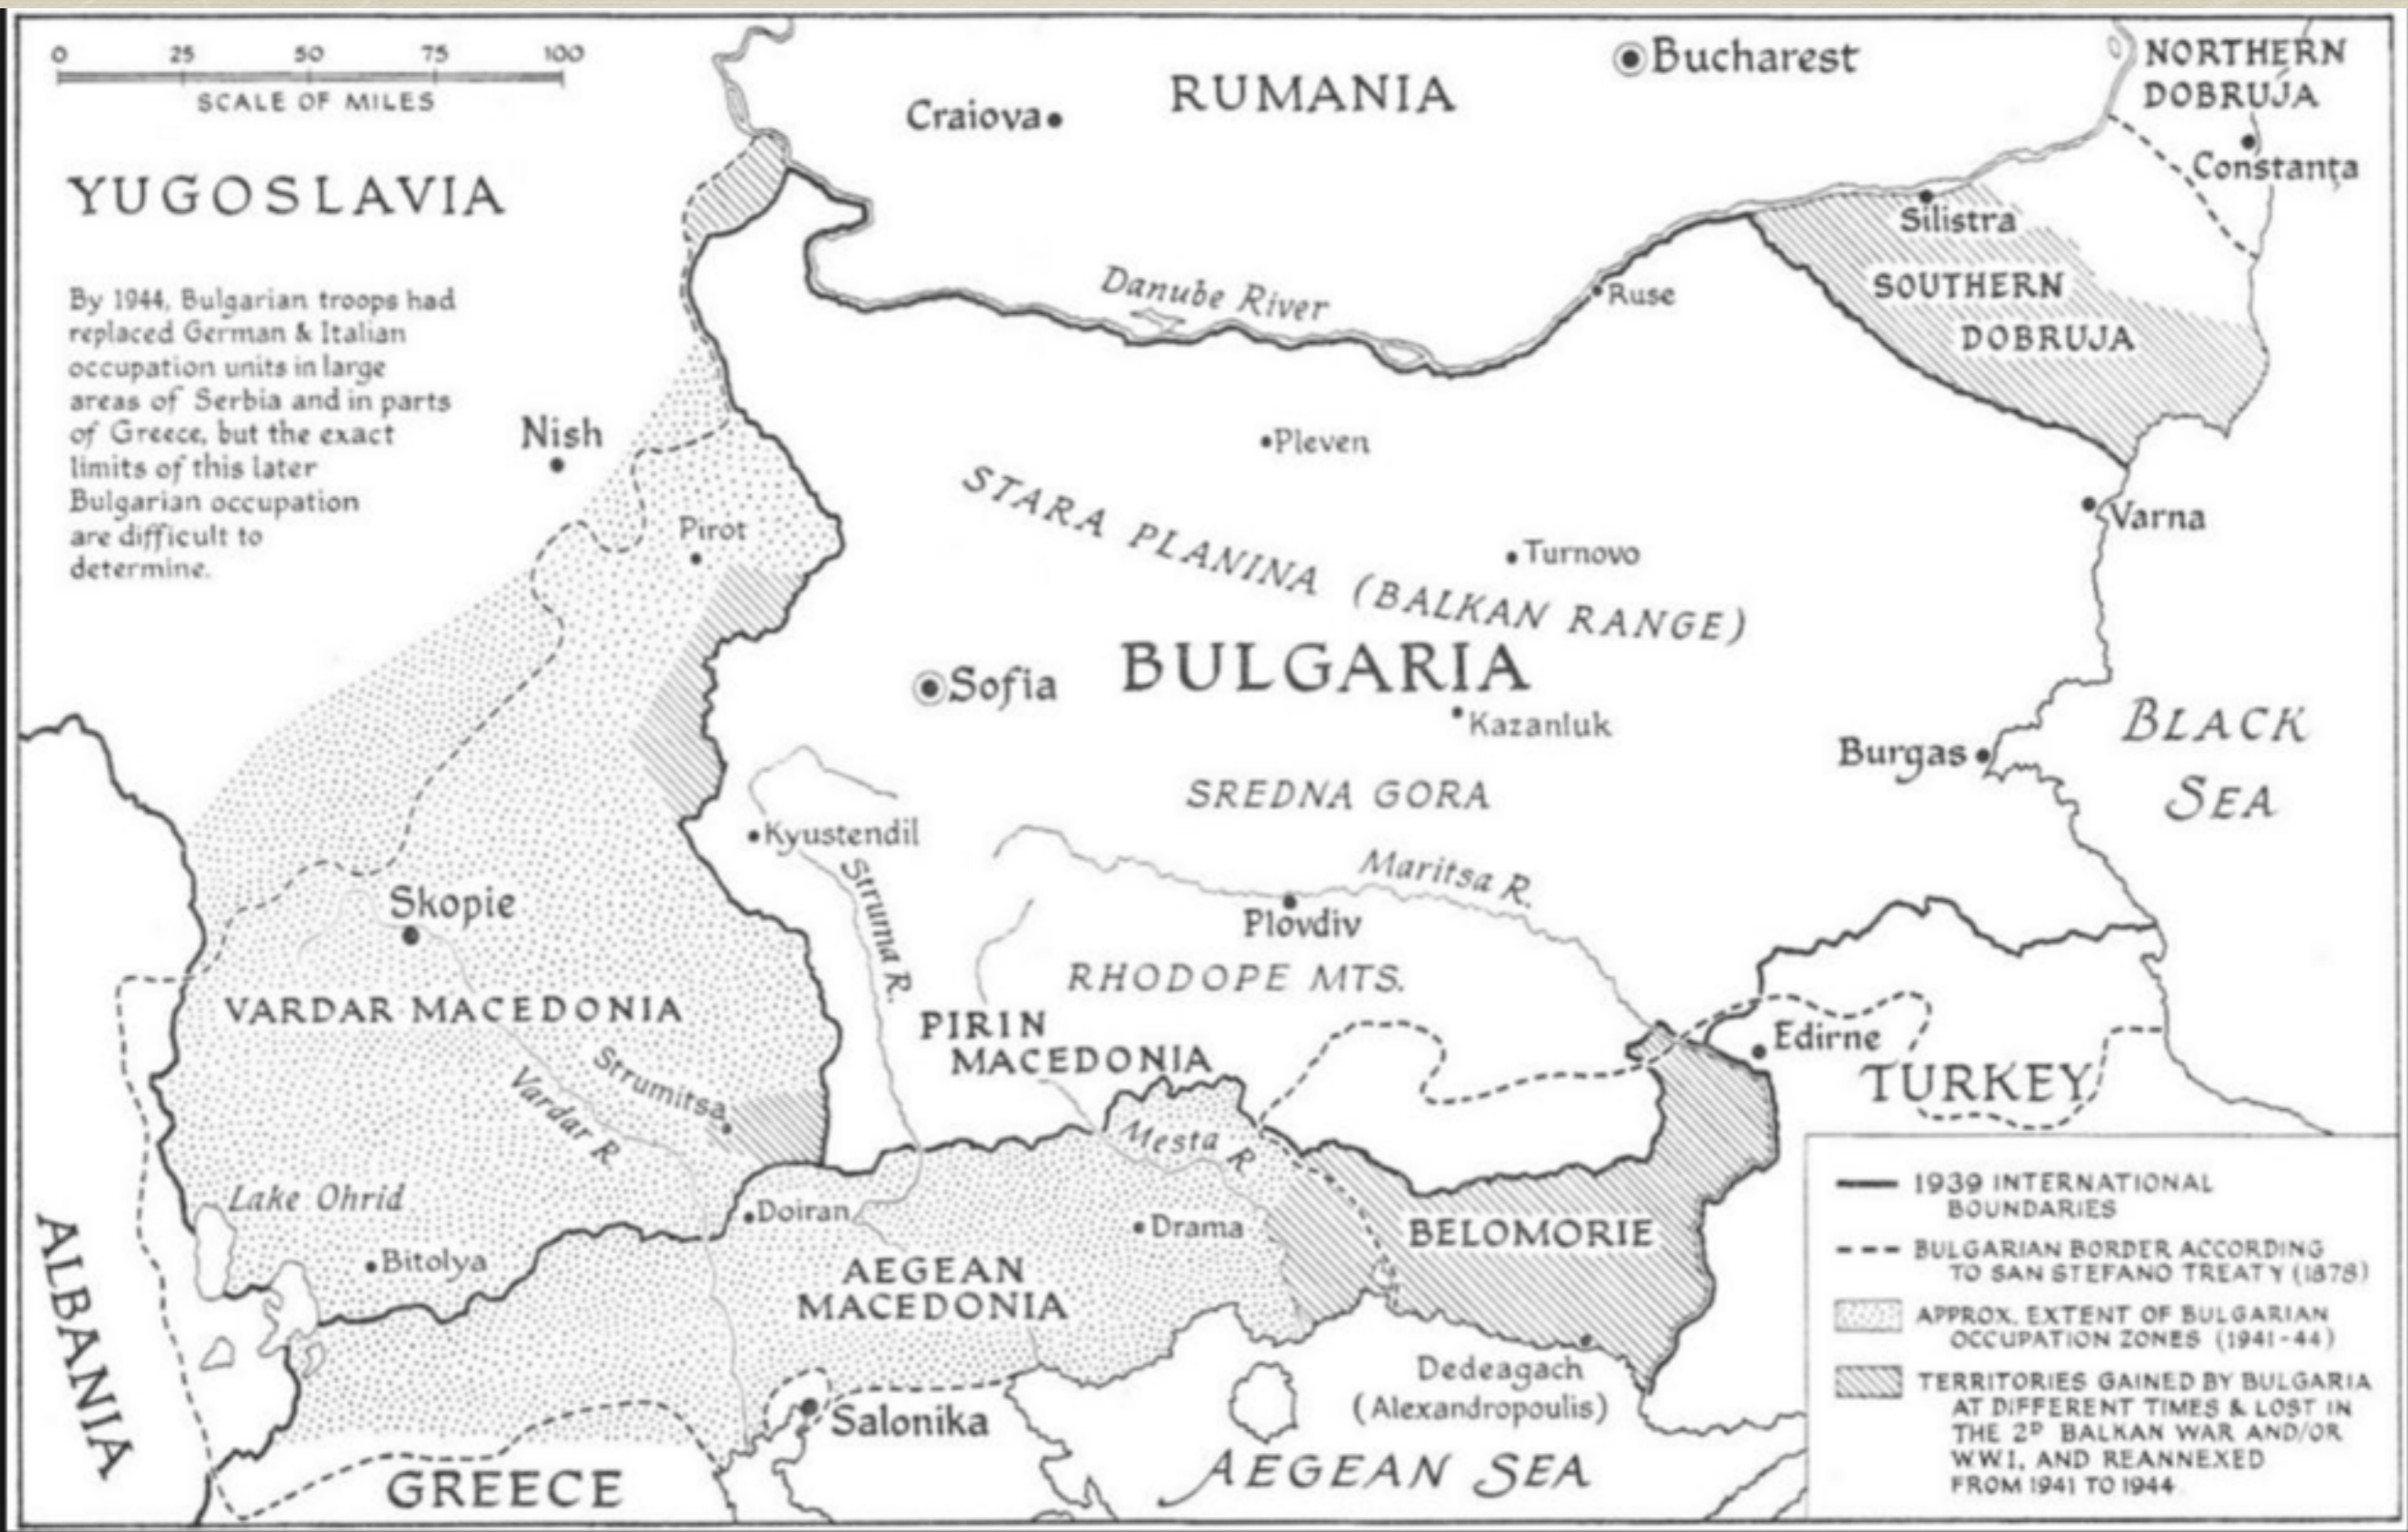 0 25 50 75 100
SCALE OF MILES
YUGOSLAVIA
By 1944, Bulgarian troops had
replaced German & Italian
occupation units in large
areas of Serbia and in parts
of Greece, but the exact
limits of this later
Bulgarian occupation
are difficult to
determine.
RUMANIA
Bucharest
Craiova
NORTHERN
DOBRUJA
Constanţa
Silistra
SOUTHERN
DOBRUJA
Danube River
Ruse
Nish
Pleven
Pirot
Varna
STARA PLANINA (BALKAN RANGE)
Turnovo
BULGARIA
Sofia
Kazanluk
BLACK
SEA
Burgas
SREDNA GORA
Kyustendil
Struma R.
Maritsa R.
Plovdiv
Skopie
RHODOPE MTS.
VARDAR MACEDONIA
PIRIN
MACEDONIA
Edirne
TURKEY
Strumitsa
Vardar R.
Mesta R.
Lake Ohrid
Doiran
Drama
BELOMORIE
Bitolya
AEGEAN
MACEDONIA
ALBANIA
Dedeagach
(Alexandropoulis)
Salonika
GREECE
AEGEAN SEA
1939 INTERNATIONAL
BOUNDARIES
BULGARIAN BORDER ACCORDING
TO SAN STEFANO TREATY (1878)
APPROX. EXTENT OF BULGARIAN
OCCUPATION ZONES (1941-44)
TERRITORIES GAINED BY BULGARIA
AT DIFFERENT TIMES & LOST IN
THE 2D BALKAN WAR AND/OR
W.W.I, AND REANNEXED
FROM 1941 TO 1944